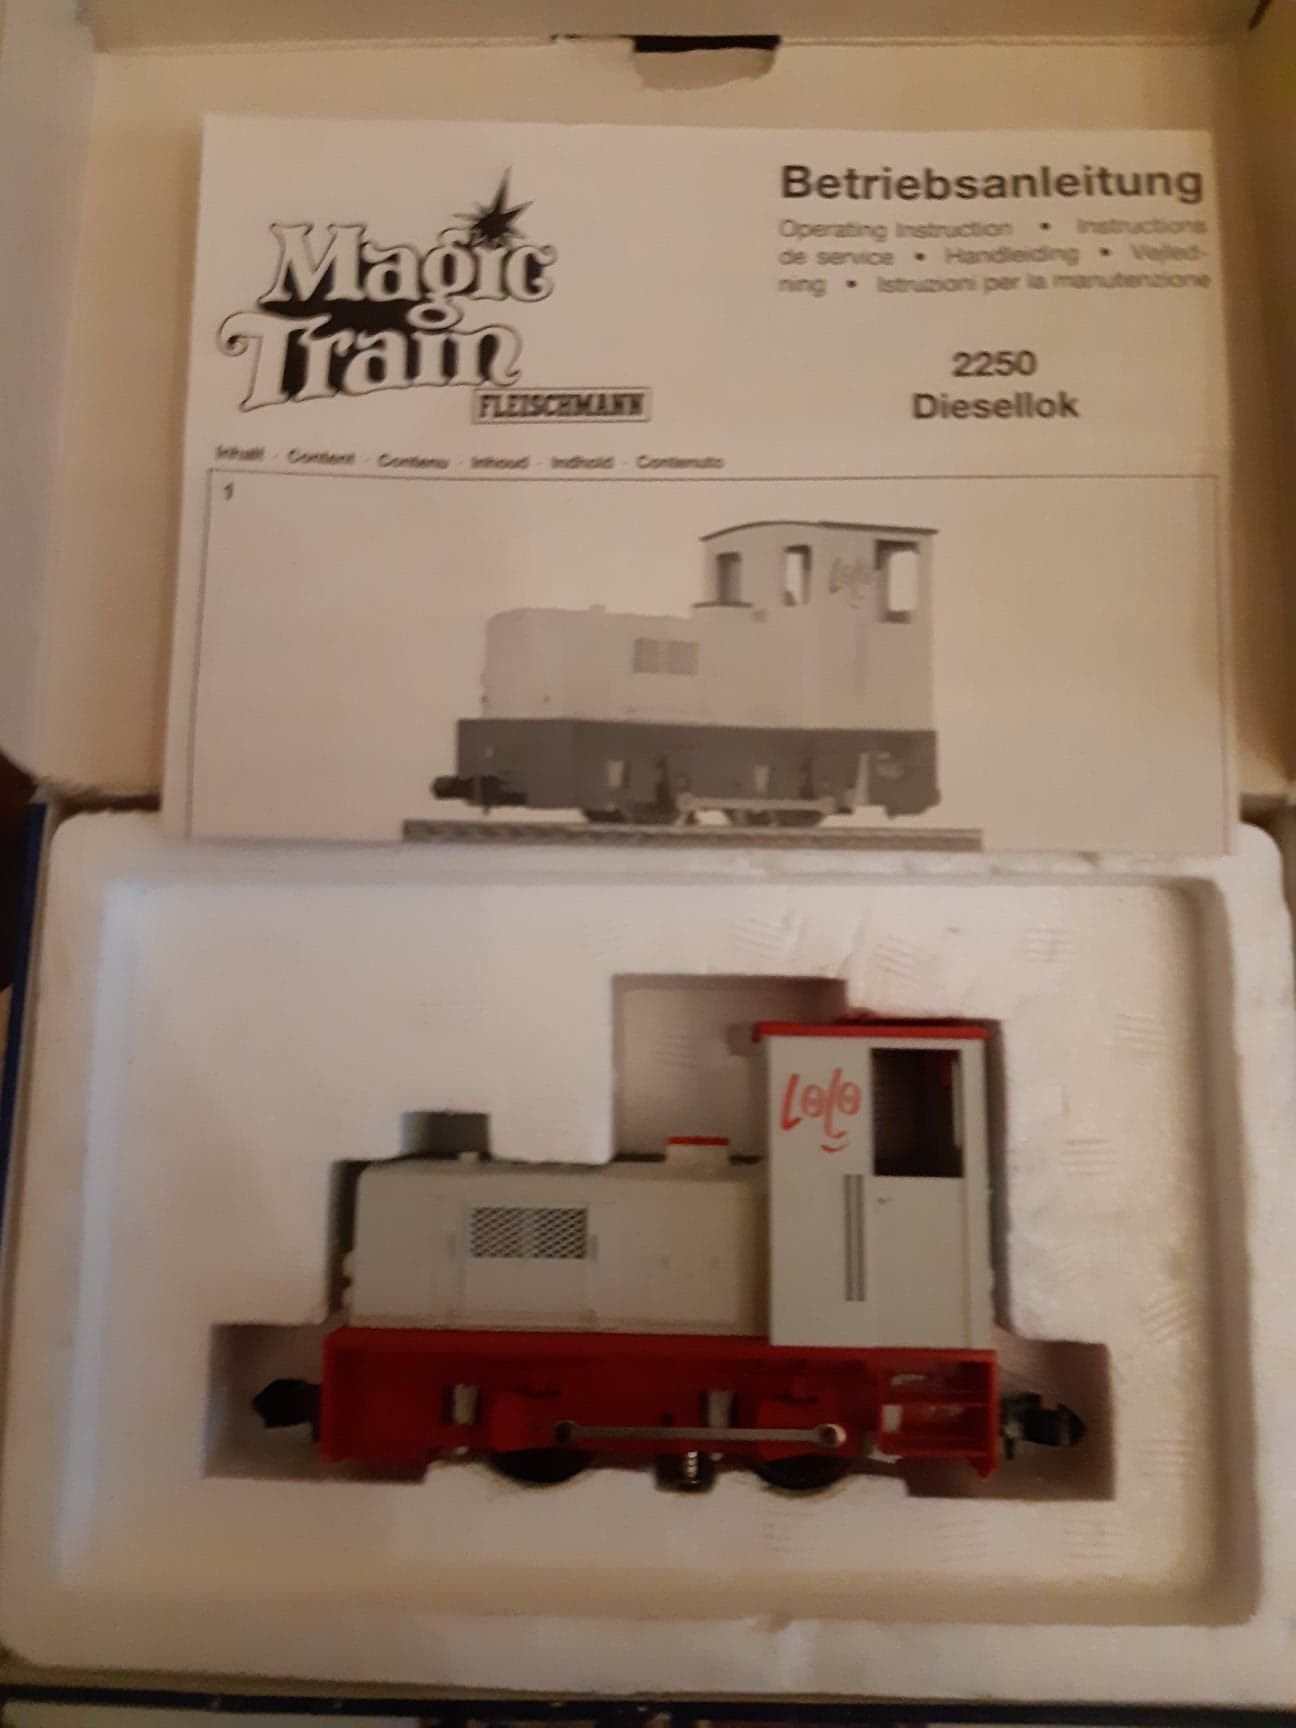 Magic
Train
FLEISCHMANN
Betriebsanleitung
Operating Instruction • Instructions
de service • Handleiding • Vejled-
ning • Istruzioni per la manutenzione
2250
Diesellok
Inhalt · Content · Contenu · Inhoud · Indhold · Contenuto
1
Lolo
Lolo